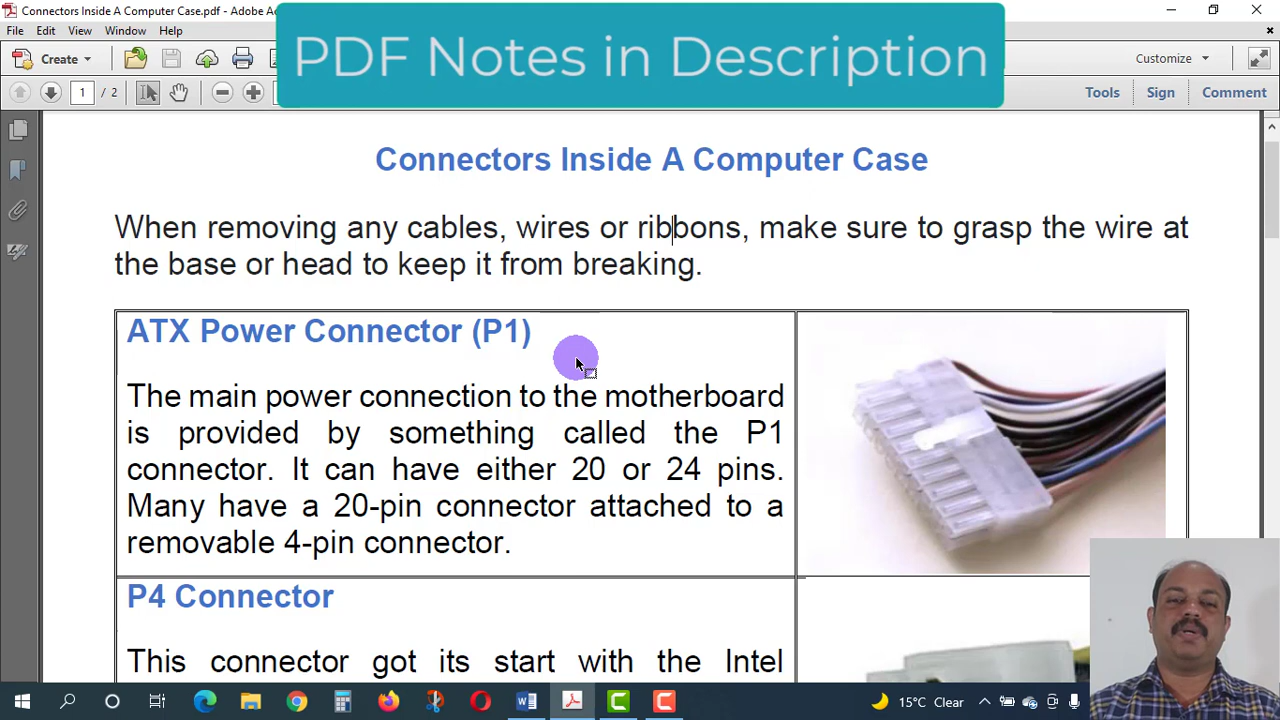 Connectors Inside A Computer Case.pdf - Adobe Ac
File Edit View Window Help
PDF Notes in Description
Create
Customize
1 / 2
Tools Sign Comment
Connectors Inside A Computer Case
When removing any cables, wires or ribbons, make sure to grasp the wire at
the base or head to keep it from breaking.
ATX Power Connector (P1)
The main power connection to the motherboard
is provided by something called the P1
connector. It can have either 20 or 24 pins.
Many have a 20-pin connector attached to a
removable 4-pin connector.
P4 Connector
This connector got its start with the Intel
15°C Clear